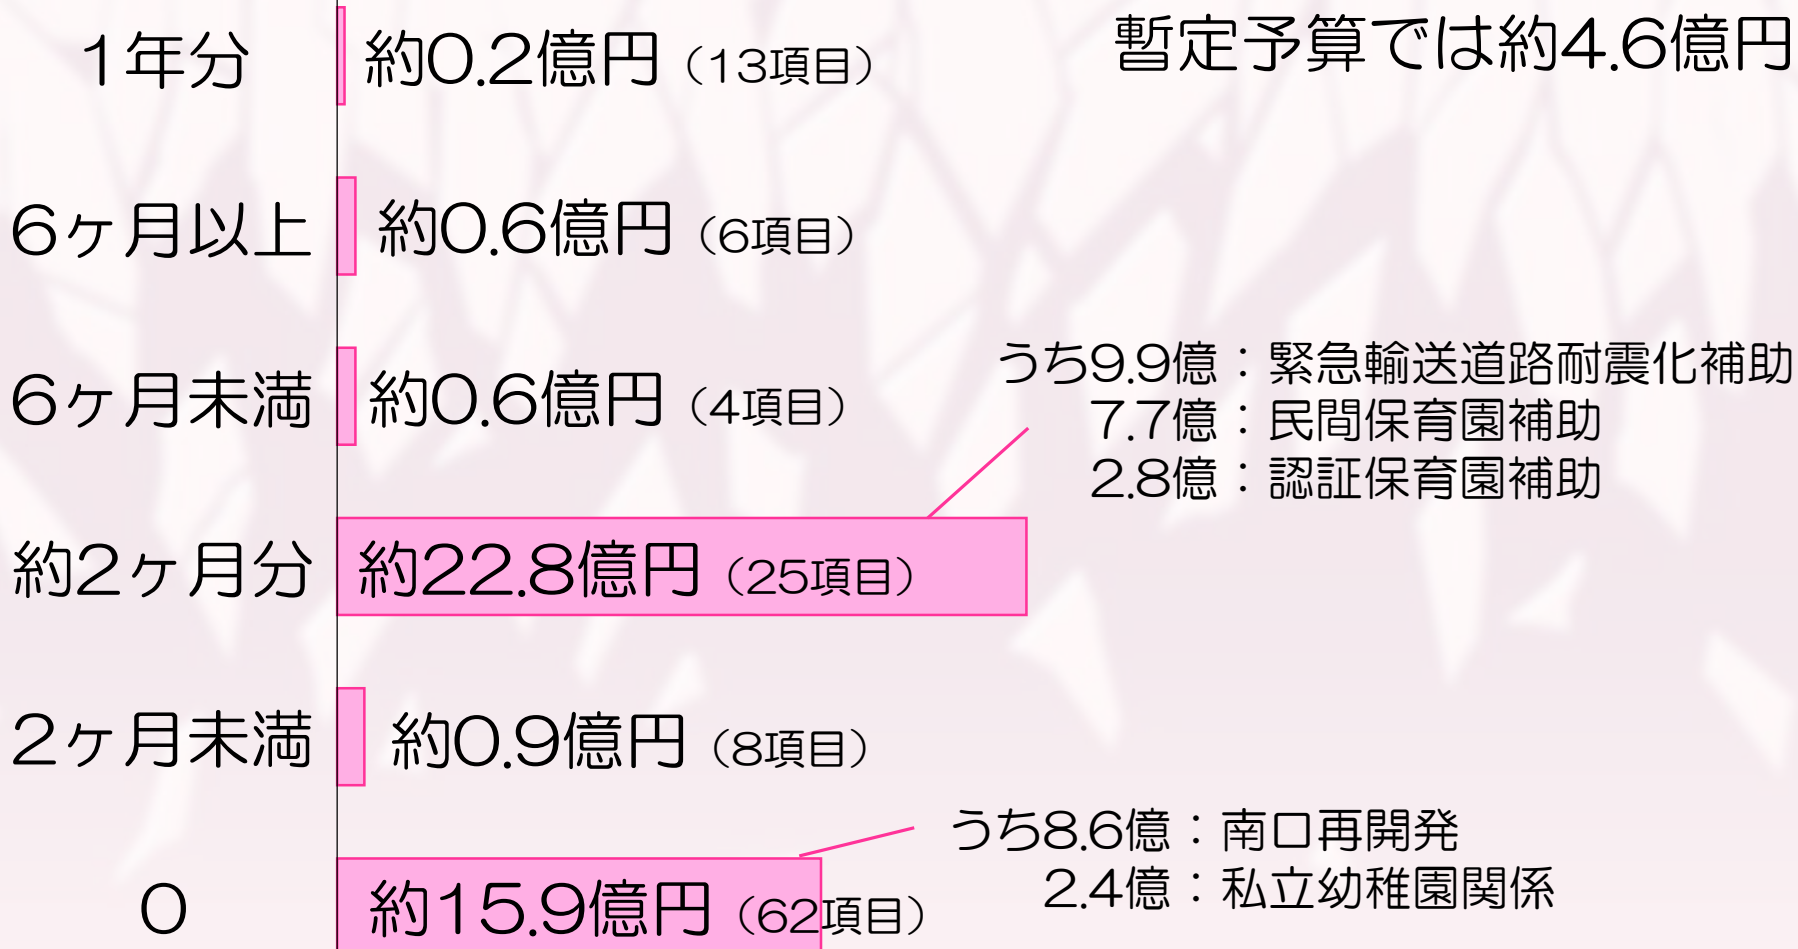 1年分 約0.2億円（13項目） 暫定予算では約4.6億円
6ヶ月以上 約0.6億円（6項目）
6ヶ月未満 約0.6億円（4項目）
うち9.9億：緊急輸送道路耐震化補助
7.7億：民間保育園補助
2.8億：認証保育園補助
約2ヶ月分 約22.8億円（25項目）
2ヶ月未満 約0.9億円（8項目）
うち8.6億：南口再開発
2.4億：私立幼稚園関係
0 約15.9億円（62項目）